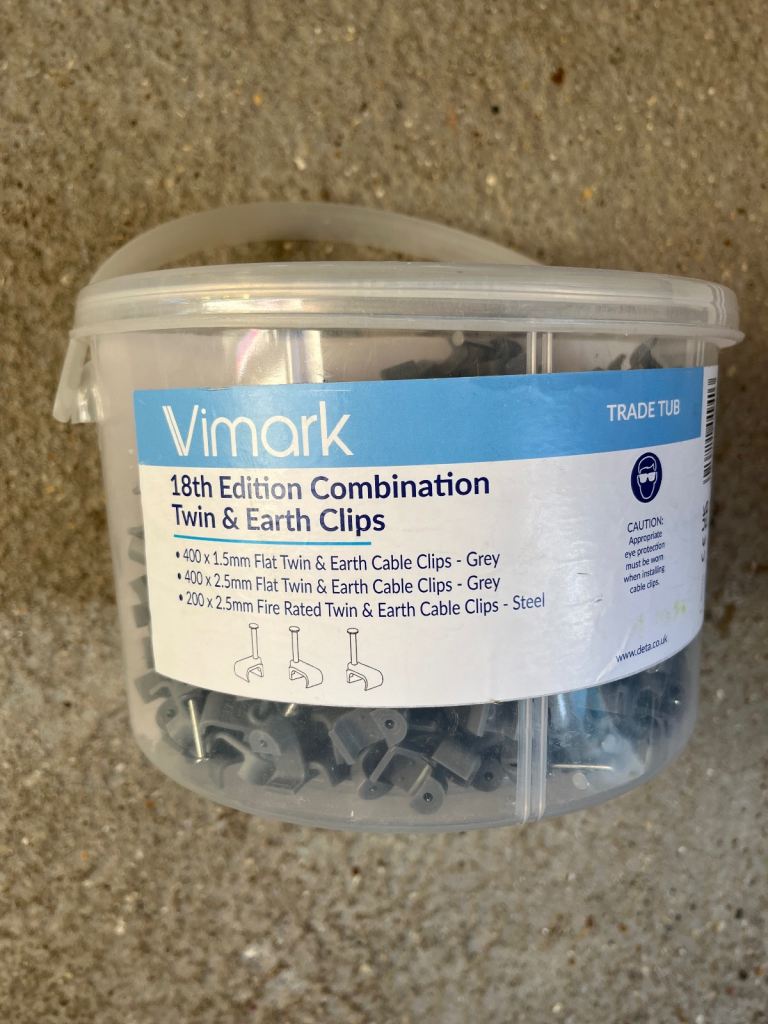 Vimark
TRADE TUB
18th Edition Combination
Twin & Earth Clips
• 400 x 1.5mm Flat Twin & Earth Cable Clips - Grey
• 400 x 2.5mm Flat Twin & Earth Cable Clips - Grey
• 200 x 2.5mm Fire Rated Twin & Earth Cable Clips - Steel
CAUTION:
Appropriate
eye protection
must be worn
when installing
cable clips.
www.deta.co.uk